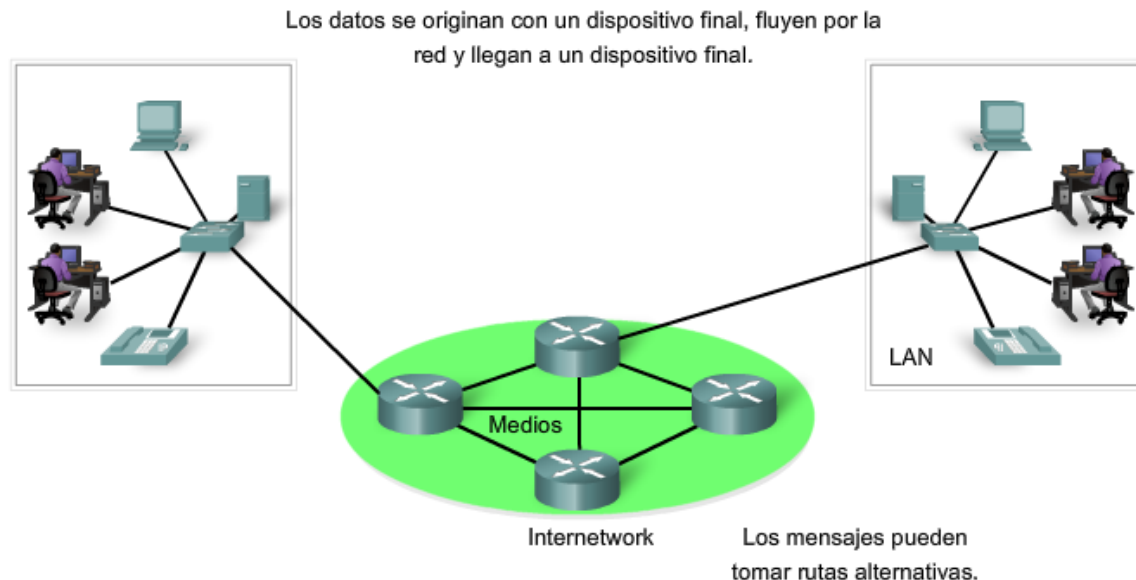 Los datos se originan con un dispositivo final, fluyen por la
red y llegan a un dispositivo final.
LAN
Medios
Internetwork
Los mensajes pueden
tomar rutas alternativas.